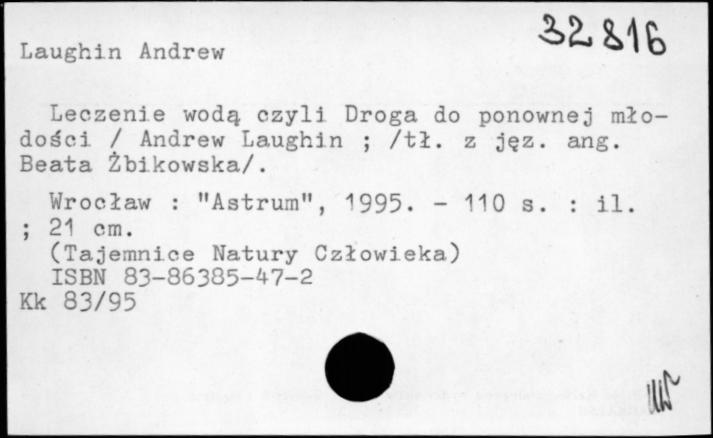 32816
Laughin Andrew
Leczenie wodą czyli Droga do ponownej mło-
dości / Andrew Laughin ; /tł. z jęz. ang.
Beata Żbikowska/.
Wrocław : "Astrum", 1995. - 110 s. : il.
; 21 cm.
(Tajemnice Natury Człowieka)
ISBN 83-86385-47-2
Kk 83/95